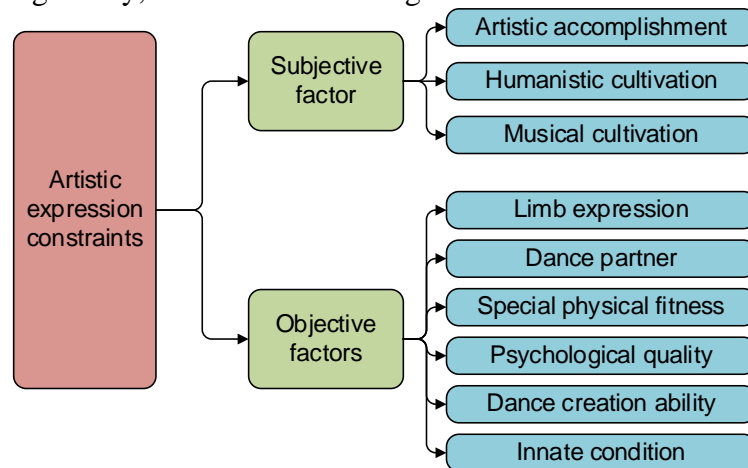 Artistic
expression
constraints
Subjective
factor
Artistic accomplishment
Humanistic cultivation
Musical cultivation
Objective
factors
Limb expression
Dance partner
Special physical fitness
Psychological quality
Dance creation ability
Innate condition